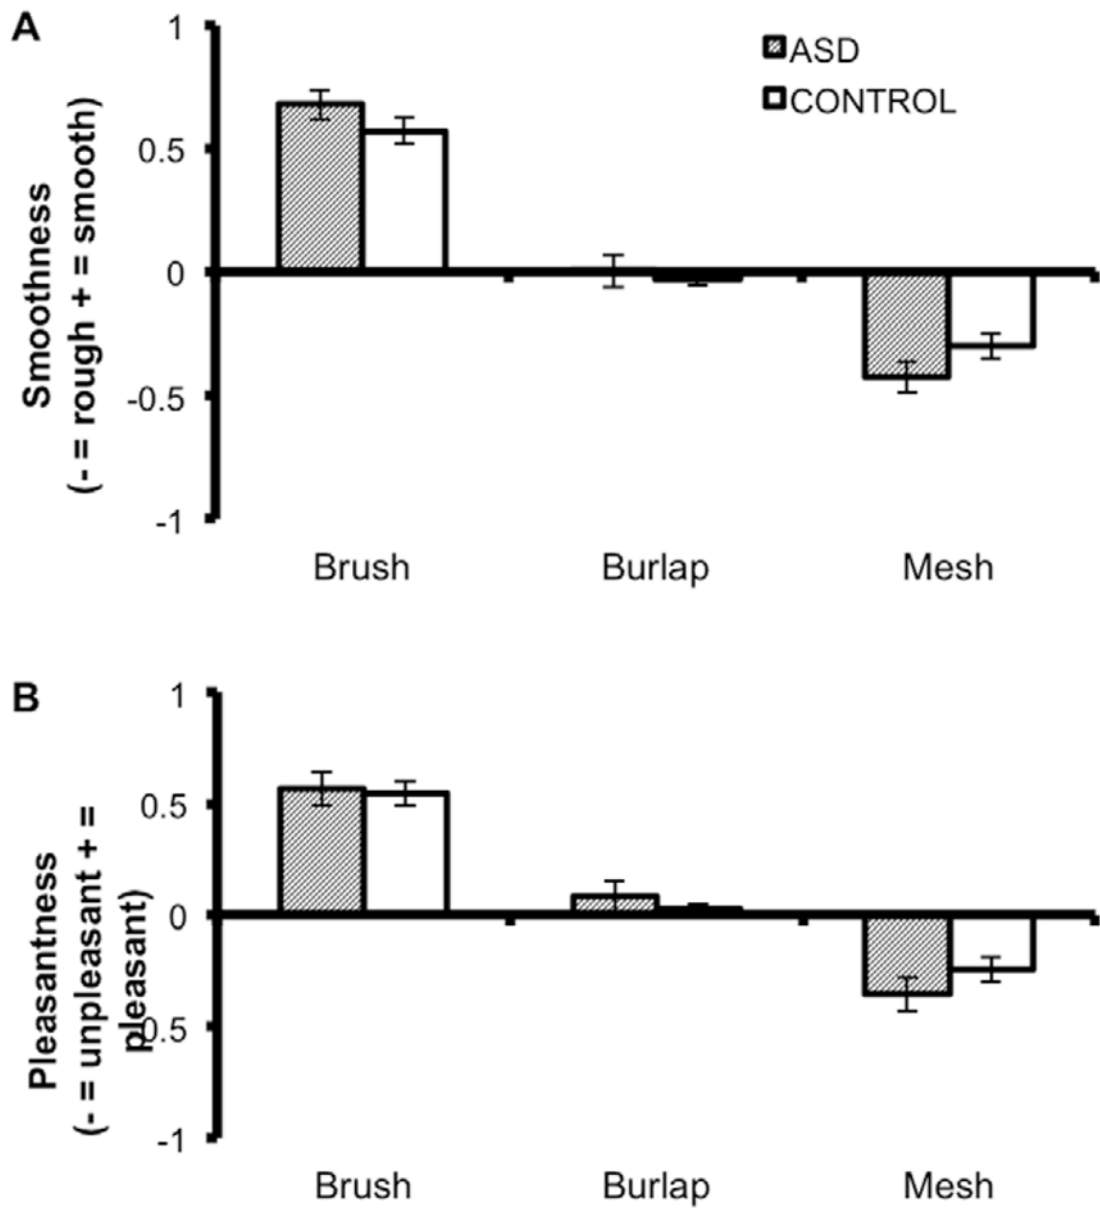 A
1
ASD
CONTROL
0.5
0
-0.5
-1
Smoothness
(- = rough + = smooth)
Brush Burlap Mesh
B
1
0.5
0
0.5
-1
Pleasantness
(- = unpleasant + =
pleasant)
Brush Burlap Mesh